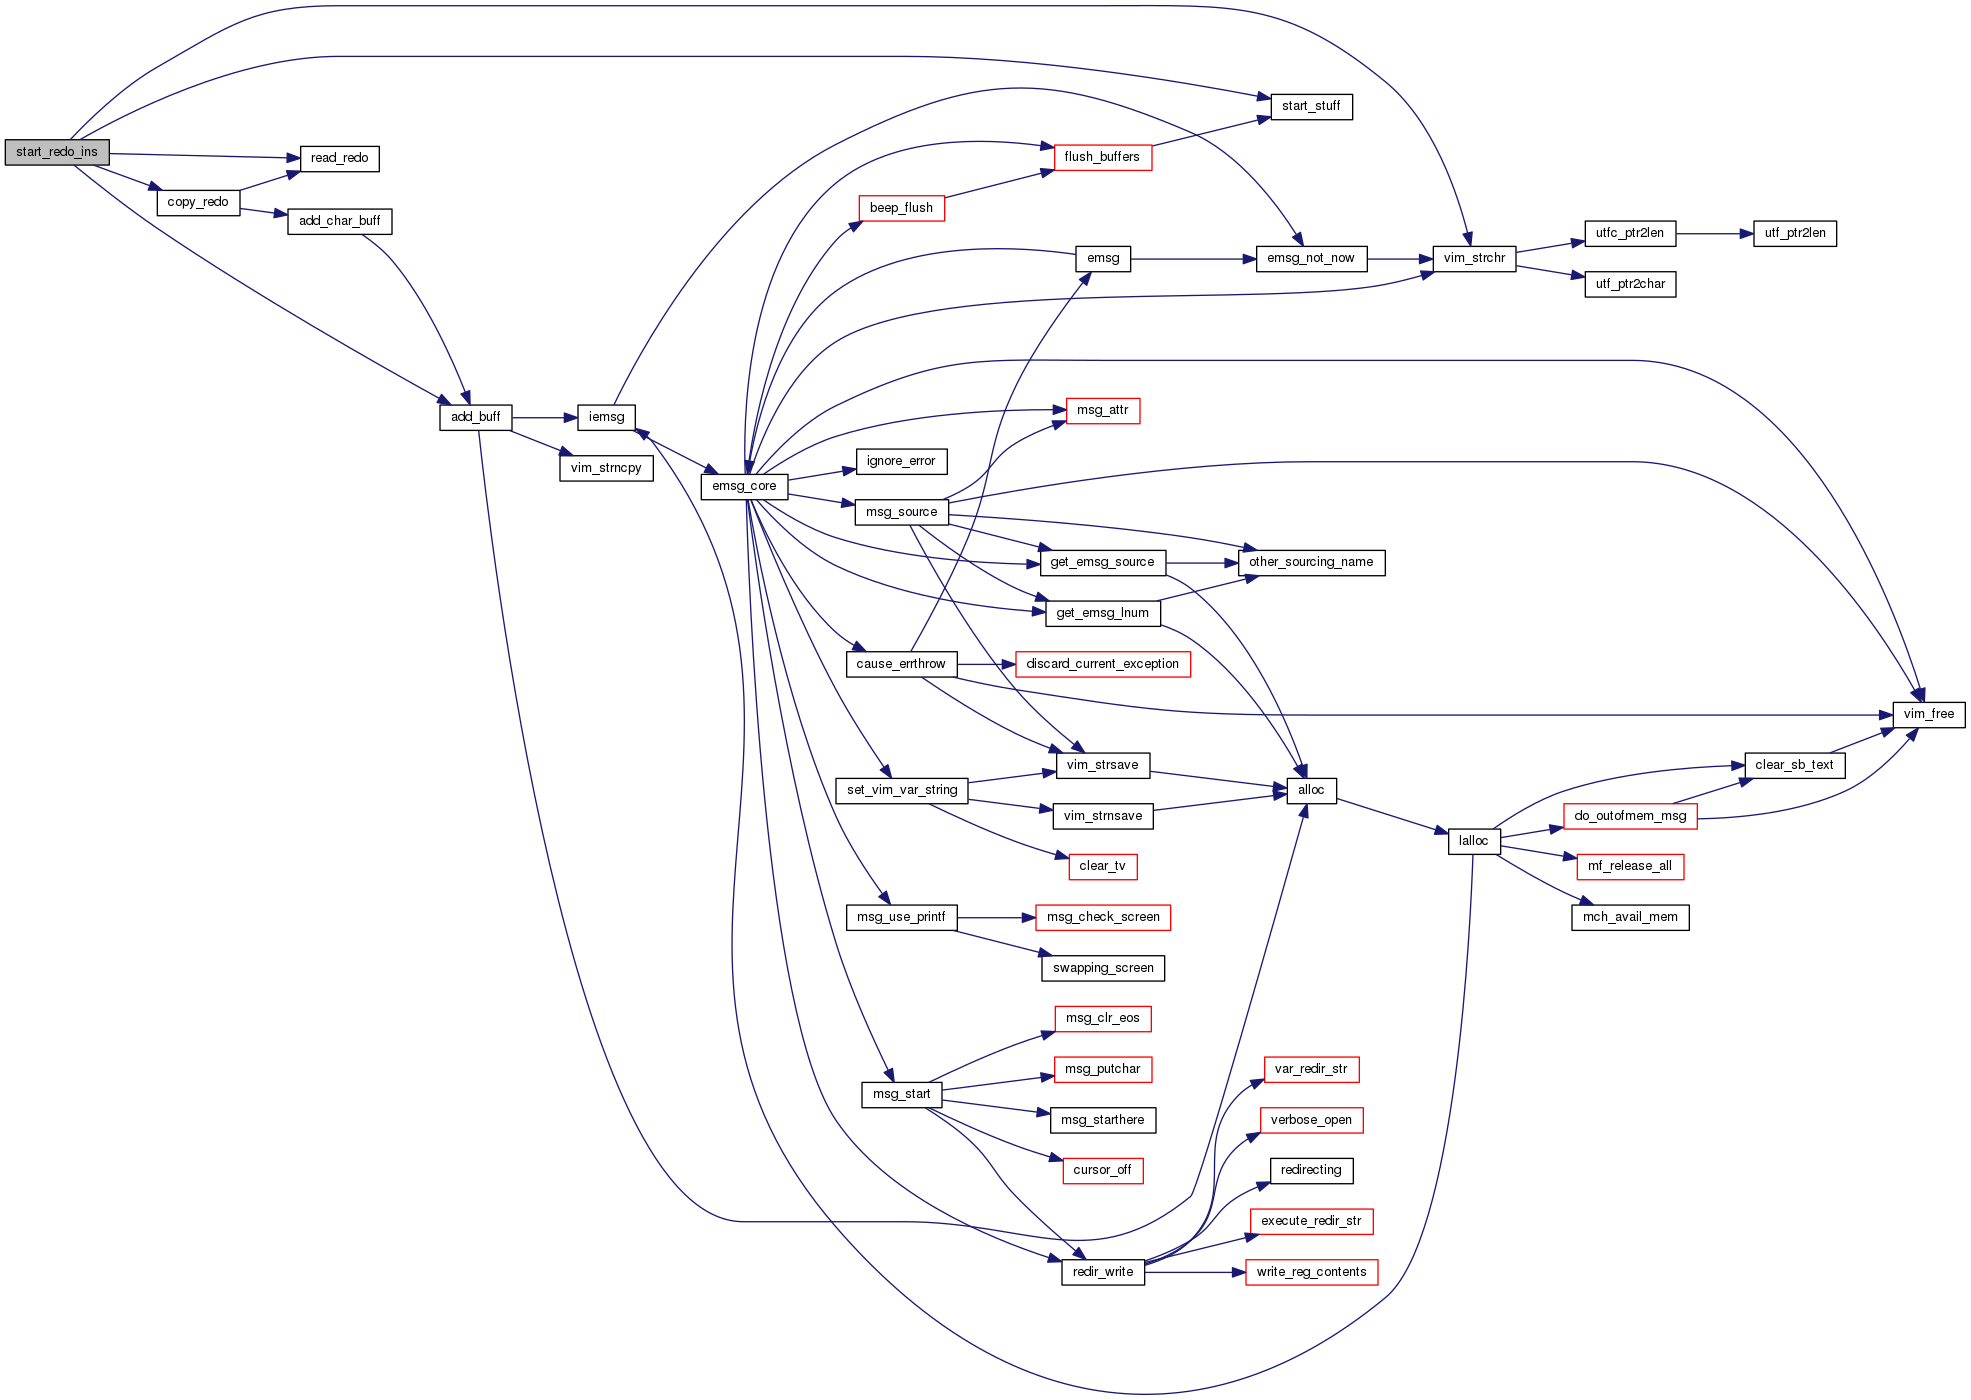 start_redo_ins
read_redo
copy_redo
add_char_buff
add_buff
iemsg
vim_strncpy
emsg_core
start_stuff
flush_buffers
beep_flush
emsg
emsg_not_now
vim_strchr
utfc_ptr2len
utf_ptr2len
utf_ptr2char
msg_attr
ignore_error
msg_source
get_emsg_source
other_sourcing_name
get_emsg_lnum
cause_errthrow
discard_current_exception
vim_free
vim_strsave
set_vim_var_string
alloc
clear_sb_text
vim_strnsave
do_outofmem_msg
lalloc
clear_tv
mf_release_all
msg_use_printf
msg_check_screen
mch_avail_mem
swapping_screen
msg_clr_eos
msg_putchar
var_redir_str
msg_start
msg_starthere
verbose_open
cursor_off
redirecting
execute_redir_str
redir_write
write_reg_contents